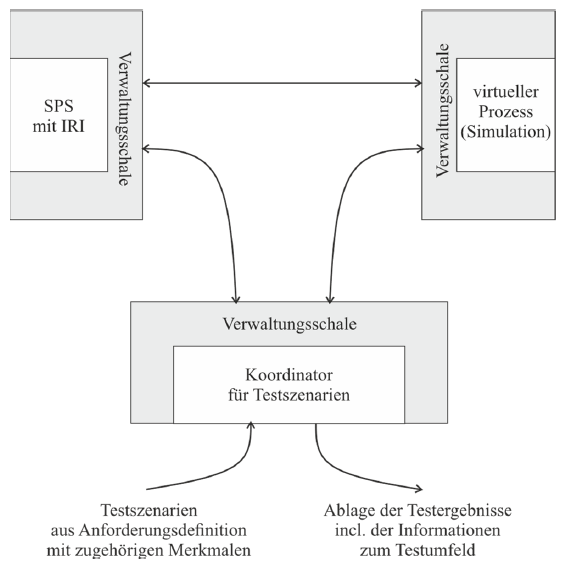 SPS
mit IRI
Verwaltungsschale
Verwaltungsschale
virtueller
Prozess
(Simulation)
Verwaltungsschale
Koordinator
für Testszenarien
Testszenarien
aus Anforderungsdefinition
mit zugehörigen Merkmalen
Ablage der Testergebnisse
incl. der Informationen
zum Testumfeld